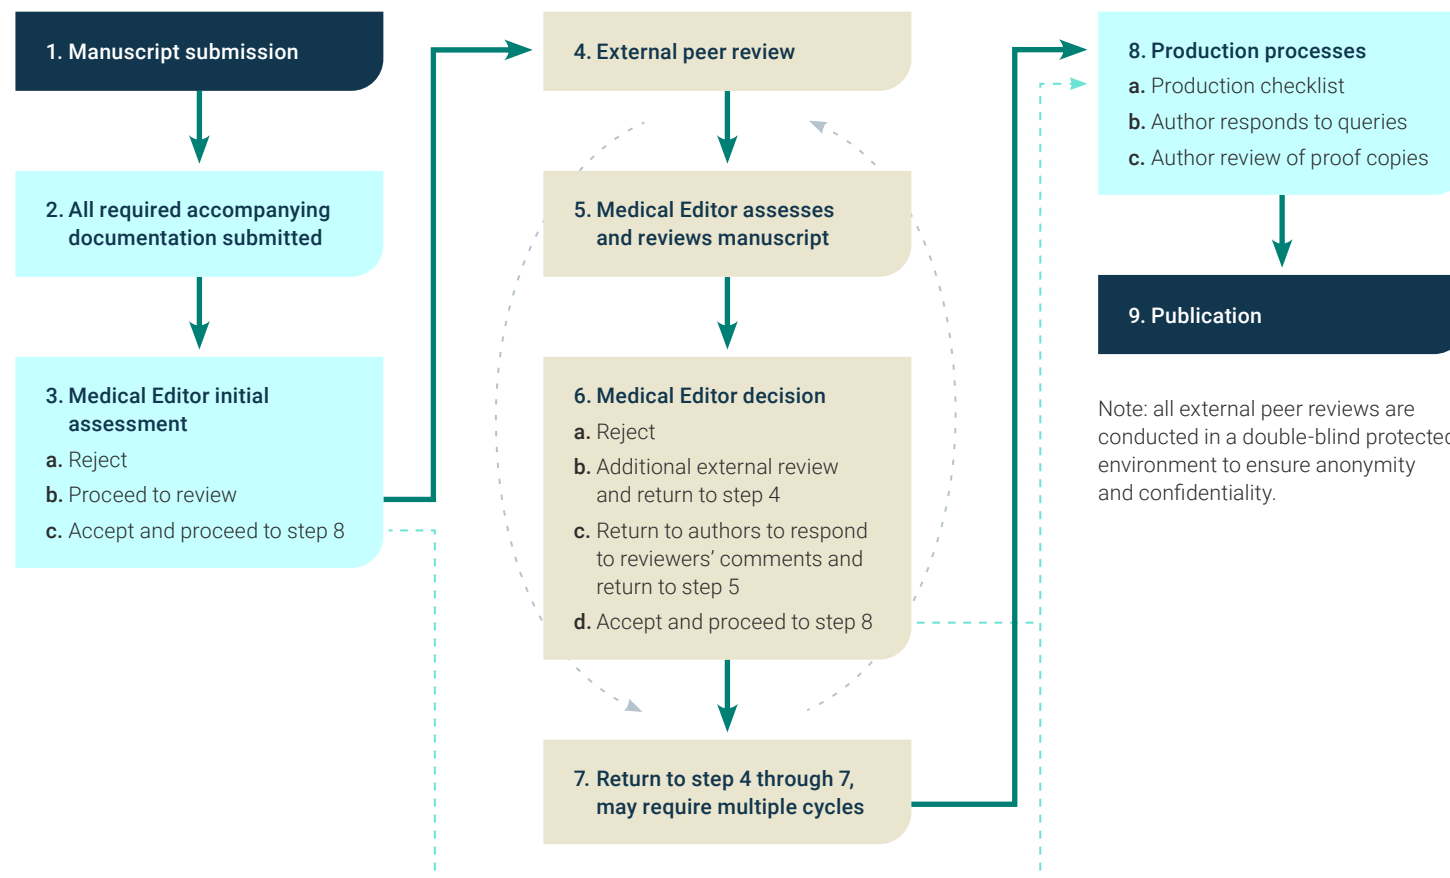 1. Manuscript submission
2. All required accompanying
documentation submitted
3. Medical Editor initial
assessment
a. Reject
b. Proceed to review
c. Accept and proceed to step 8
4. External peer review
5. Medical Editor assesses
and reviews manuscript
6. Medical Editor decision
a. Reject
b. Additional external review
and return to step 4
c. Return to authors to respond
to reviewers’ comments and
return to step 5
d. Accept and proceed to step 8
7. Return to step 4 through 7,
may require multiple cycles
8. Production processes
a. Production checklist
b. Author responds to queries
c. Author review of proof copies
9. Publication
Note: all external peer reviews are
conducted in a double-blind protected
environment to ensure anonymity
and confidentiality.